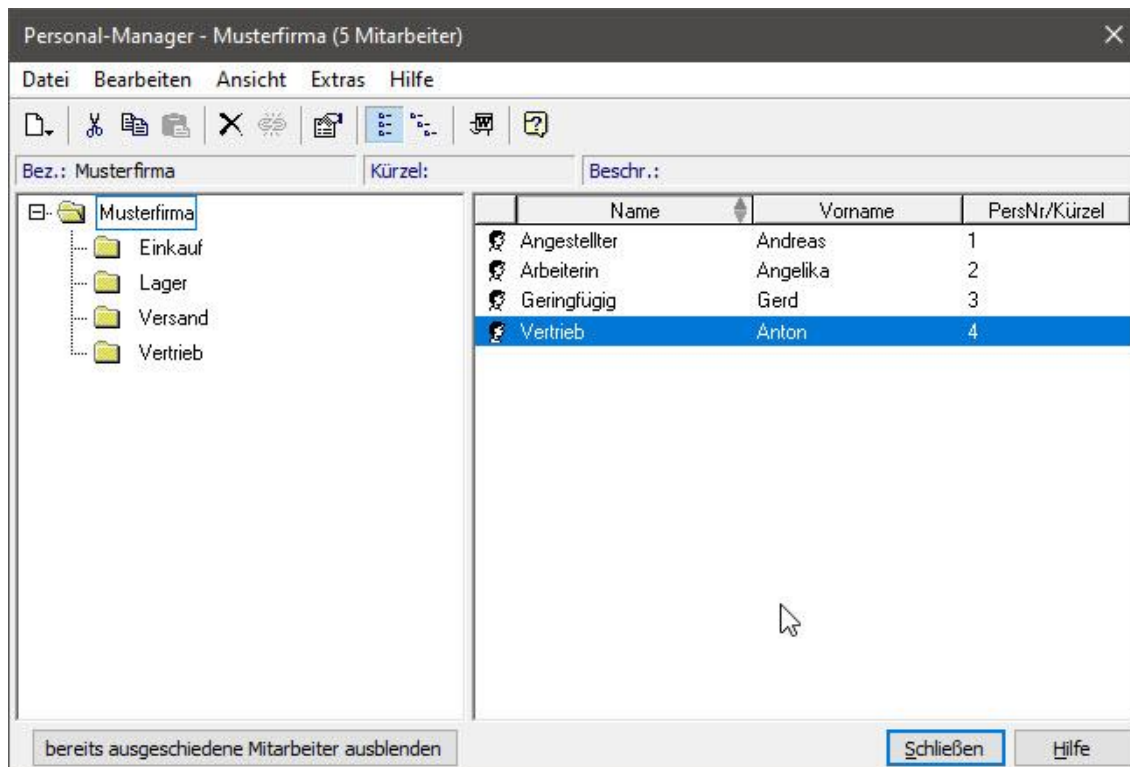 Personal-Manager - Musterfirma (5 Mitarbeiter)
Datei Bearbeiten Ansicht Extras Hilfe
Bez.: Musterfirma Kürzel: Beschr.:
Musterfirma
Einkauf
Lager
Versand
Vertrieb
Name Vorname PersNr/Kürzel
Angestellter Andreas 1
Arbeiterin Angelika 2
Geringfügig Gerd 3
Vertrieb Anton 4
bereits ausgeschiedene Mitarbeiter ausblenden Schließen Hilfe